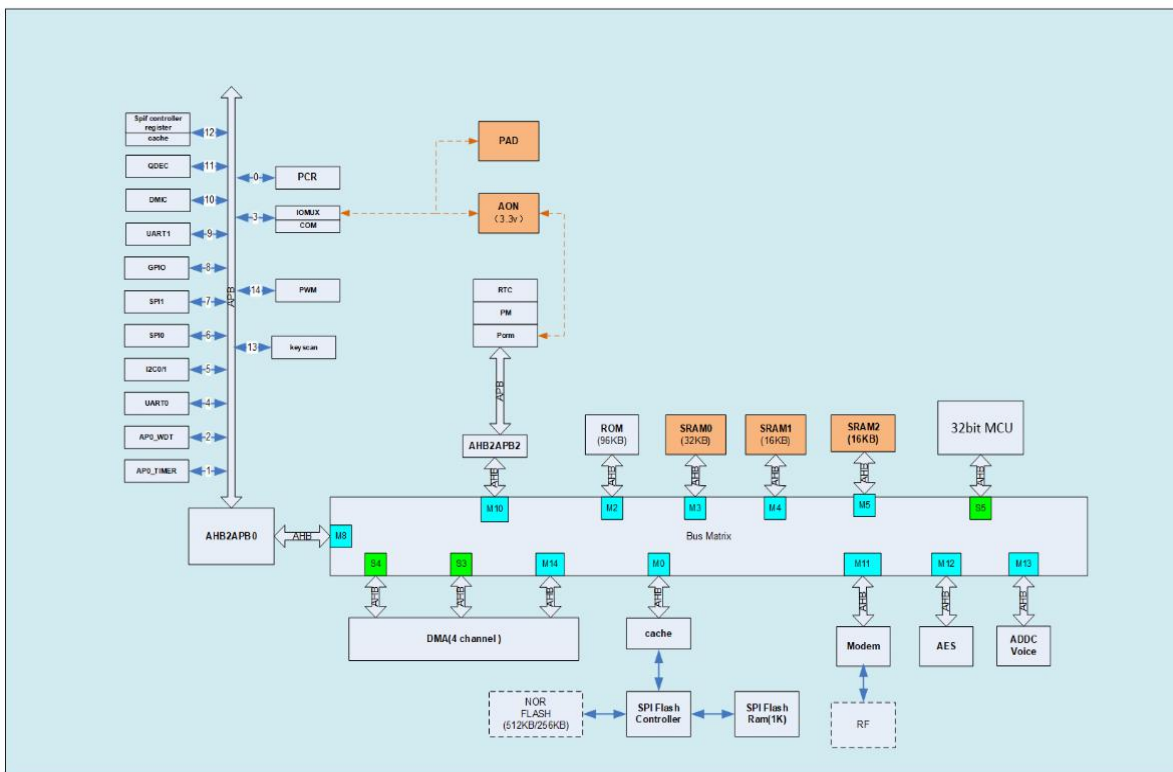 Spif controller
register
cache
12
QDEC
11
DMIC
10
UART1
9
GPIO
8
SPI1
7
SPI0
6
I2C0/1
5
UART0
4
AP0_WDT
2
AP0_TIMER
1
APB
0
PCR
3
IOMUX
COM
14
PWM
13
keyscan
PAD
AON
(3.3v)
RTC
PM
Porm
APB
AHB2APB2
AHB
M10
ROM
(96KB)
AHB
M2
SRAM0
(32KB)
AHB
M3
SRAM1
(16KB)
AHB
M4
SRAM2
(16KB)
AHB
M5
32bit MCU
AHB
S5
AHB2APB0
AHB
M8
Bus Matrix
S4
S3
M14
M0
M11
M12
M13
AHB
AHB
AHB
AHB
AHB
AHB
AHB
DMA(4 channel )
cache
Modem
AES
ADDC
Voice
NOR
FLASH
(512KB/256KB)
SPI Flash
Controller
SPI Flash
Ram(1K)
RF